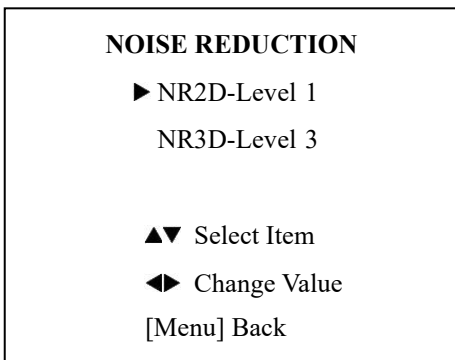 NOISE REDUCTION
▶ NR2D-Level 1
NR3D-Level 3
▲▼ Select Item
◀▶ Change Value
[Menu] Back